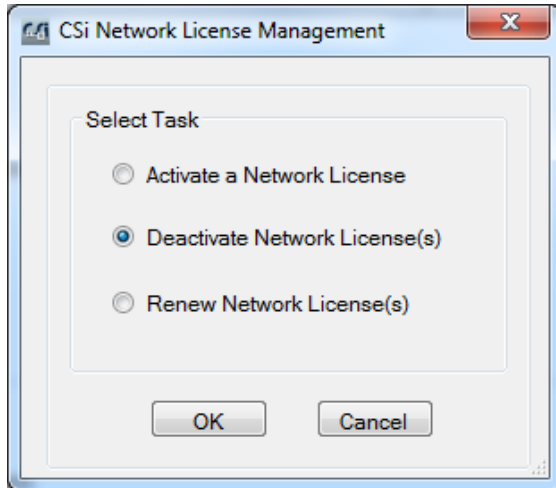 CSi Network License Management
Select Task
Activate a Network License
Deactivate Network License(s)
Renew Network License(s)
OK Cancel